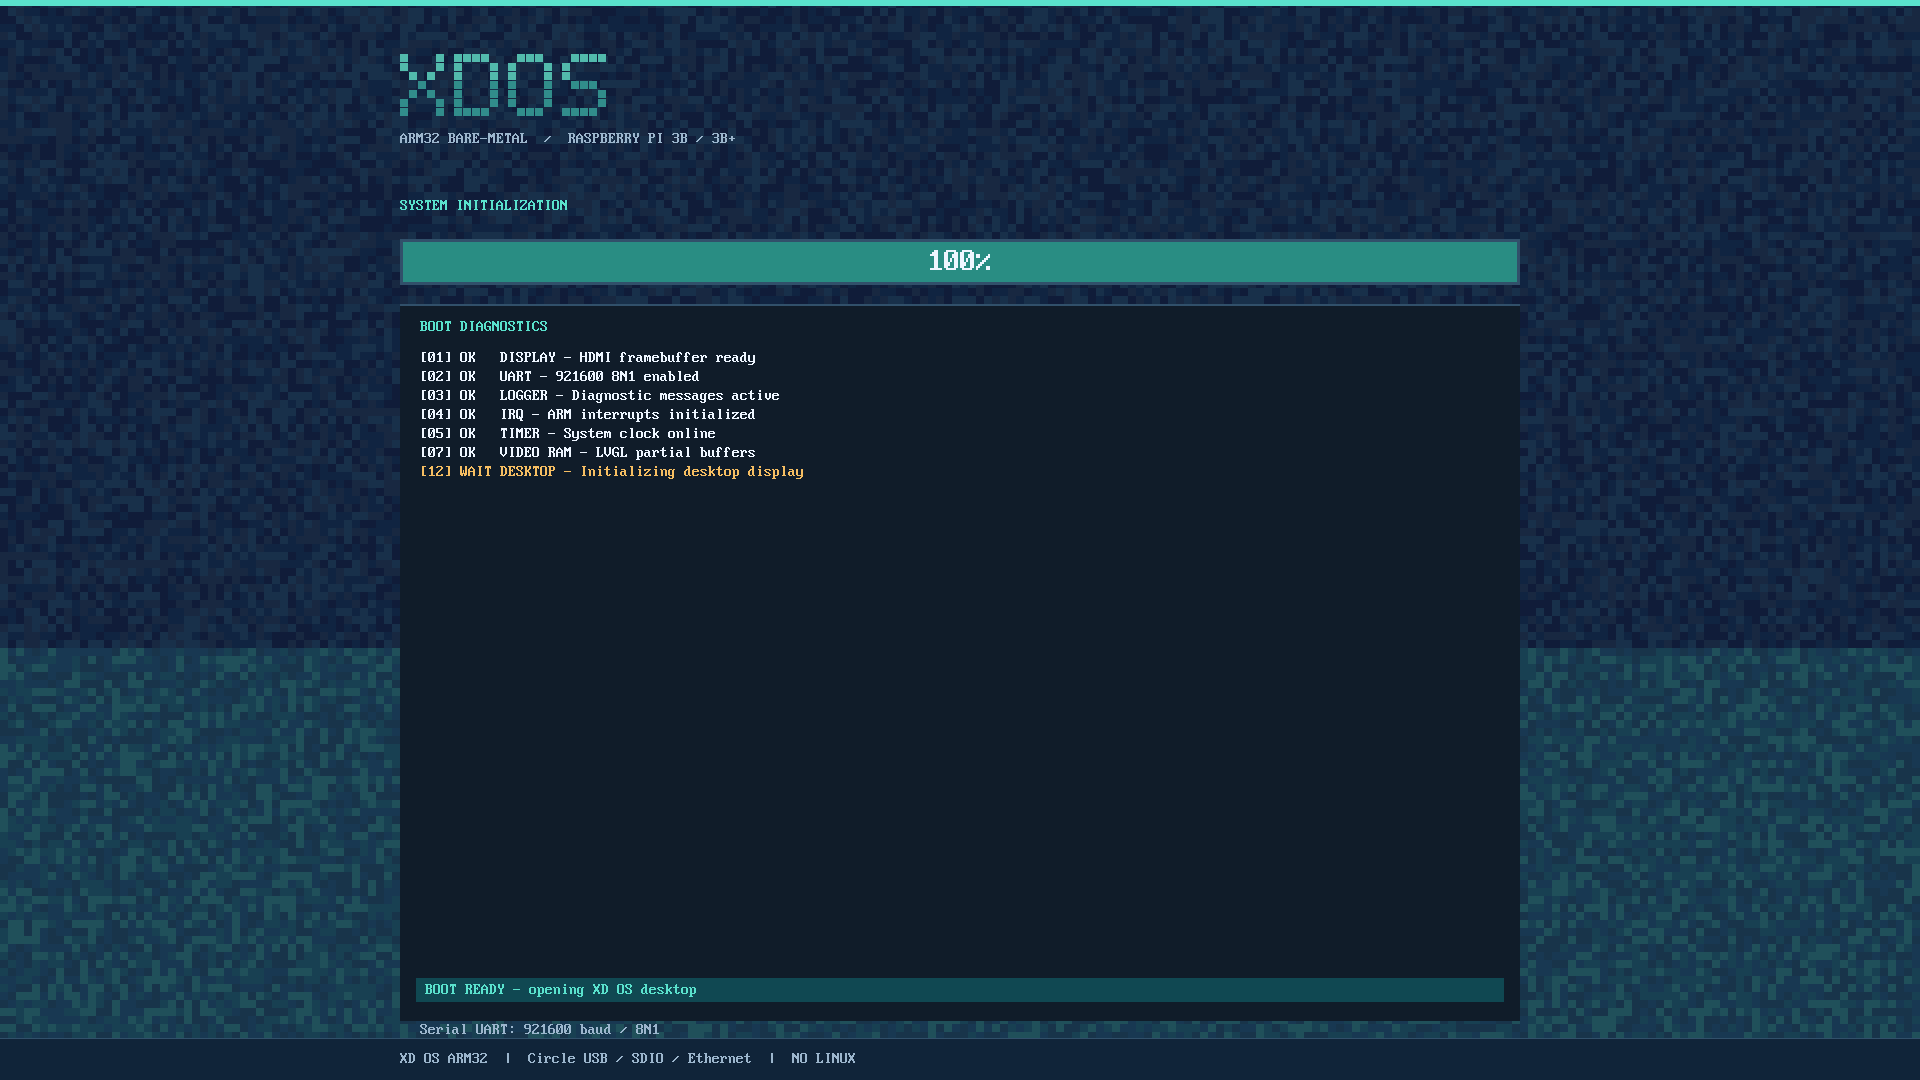 XDOS
ARM32 BARE-METAL / RASPBERRY PI 3B / 3B+
SYSTEM INITIALIZATION
100%
BOOT DIAGNOSTICS
[01] OK DISPLAY - HDMI framebuffer ready
[02] OK UART - 921600 8N1 enabled
[03] OK LOGGER - Diagnostic messages active
[04] OK IRQ - ARM interrupts initialized
[05] OK TIMER - System clock online
[07] OK VIDEO RAM - LVGL partial buffers
[12] WAIT DESKTOP - Initializing desktop display
BOOT READY - opening XD OS desktop
Serial UART: 921600 baud / 8N1
XD OS ARM32 | Circle USB / SDIO / Ethernet | NO LINUX